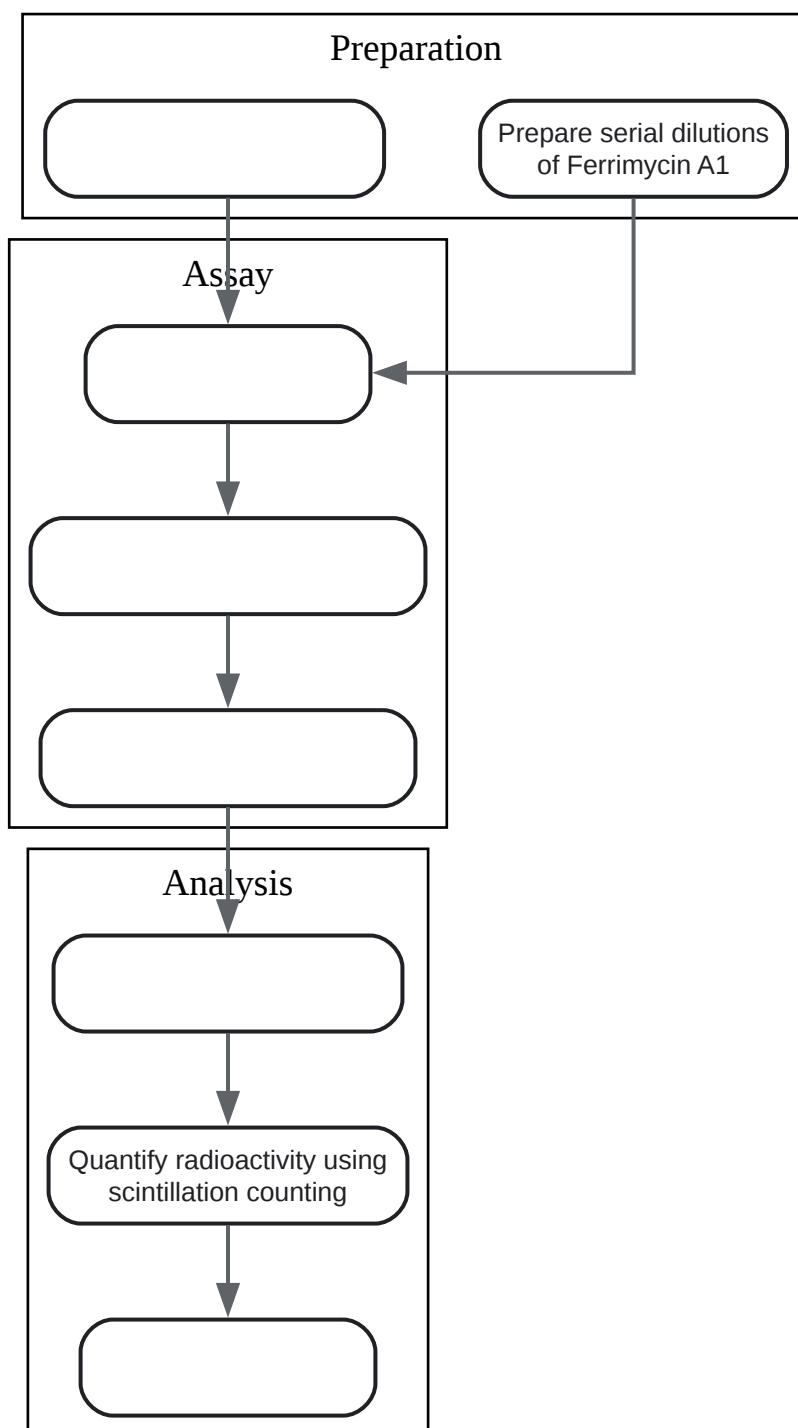 Preparation
Prepare serial dilutions
of Ferrimycin A1
Assay
Analysis
Quantify radioactivity using
scintillation counting